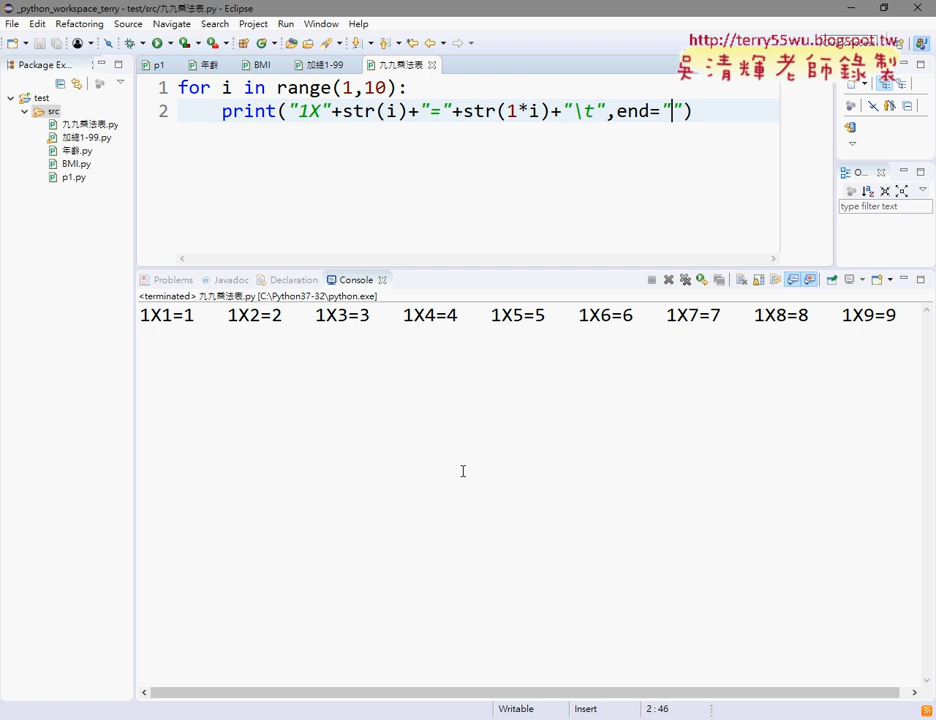 _python_workspace_terry - test/src/九九乘法表.py - Eclipse
File Edit Refactoring Source Navigate Search Project Run Window Help
http://terry55wu.blogspot.tw
吳清輝老師錄製
Package Ex...
p1 年齡 BMI 加總1-99 九九乘法表
test
src
九九乘法表.py
加總1-99.py
年齡.py
BMI.py
p1.py
1 for i in range(1,10):
2 print("1X"+str(i)+"="+str(1*i)+"\t",end="")
O...
type filter text
Problems Javadoc Declaration Console
<terminated> 九九乘法表.py [C:\Python37-32\python.exe]
1X1=1 1X2=2 1X3=3 1X4=4 1X5=5 1X6=6 1X7=7 1X8=8 1X9=9
Writable Insert 2:46